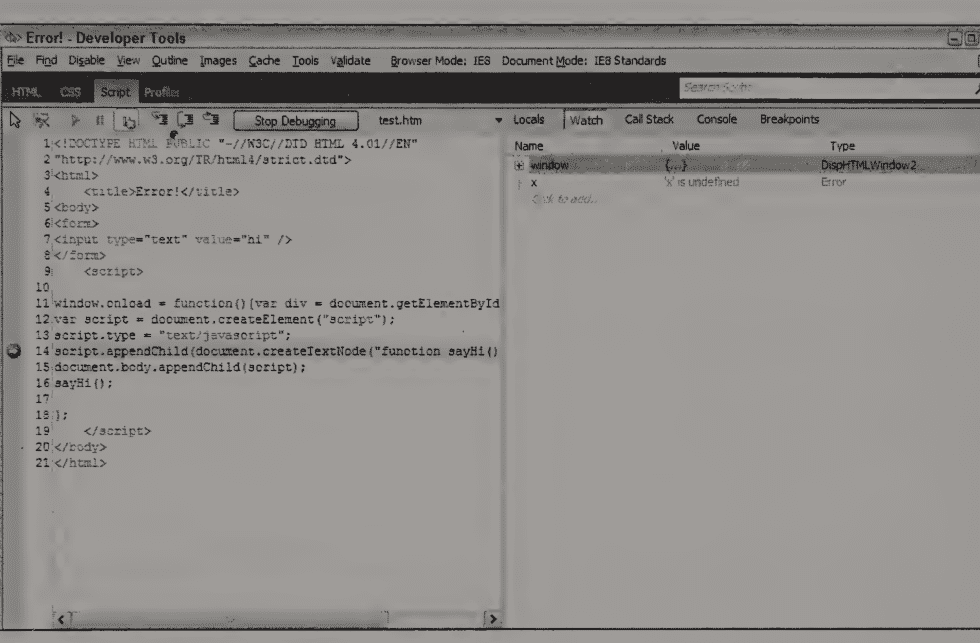 Error! - Developer Tools
File Find Disable View Outline Images Cache Tools Validate Browser Mode: IE8 Document Mode: IE8 Standards
HTML CSS Script Profiler Search Script
Stop Debugging test.htm Locals Watch Call Stack Console Breakpoints
Name Value Type
window {...} DispHTMLWindow2
x 'x' is undefined Error
Click to add...
1 <!DOCTYPE HTML PUBLIC "-//W3C//DTD HTML 4.01//EN"
2 "http://www.w3.org/TR/html4/strict.dtd">
3 <html>
4 <title>Error!</title>
5 <body>
6 <form>
7 <input type="text" value="hi" />
8 </form>
9 <script>
10
11 window.onload = function(){var div = document.getElementById
12 var script = document.createElement("script");
13 script.type = "text/javascript";
14 script.appendChild(document.createTextNode("function sayHi()
15 document.body.appendChild(script);
16 sayHi();
17
18 };
19 </script>
20 </body>
21 </html>